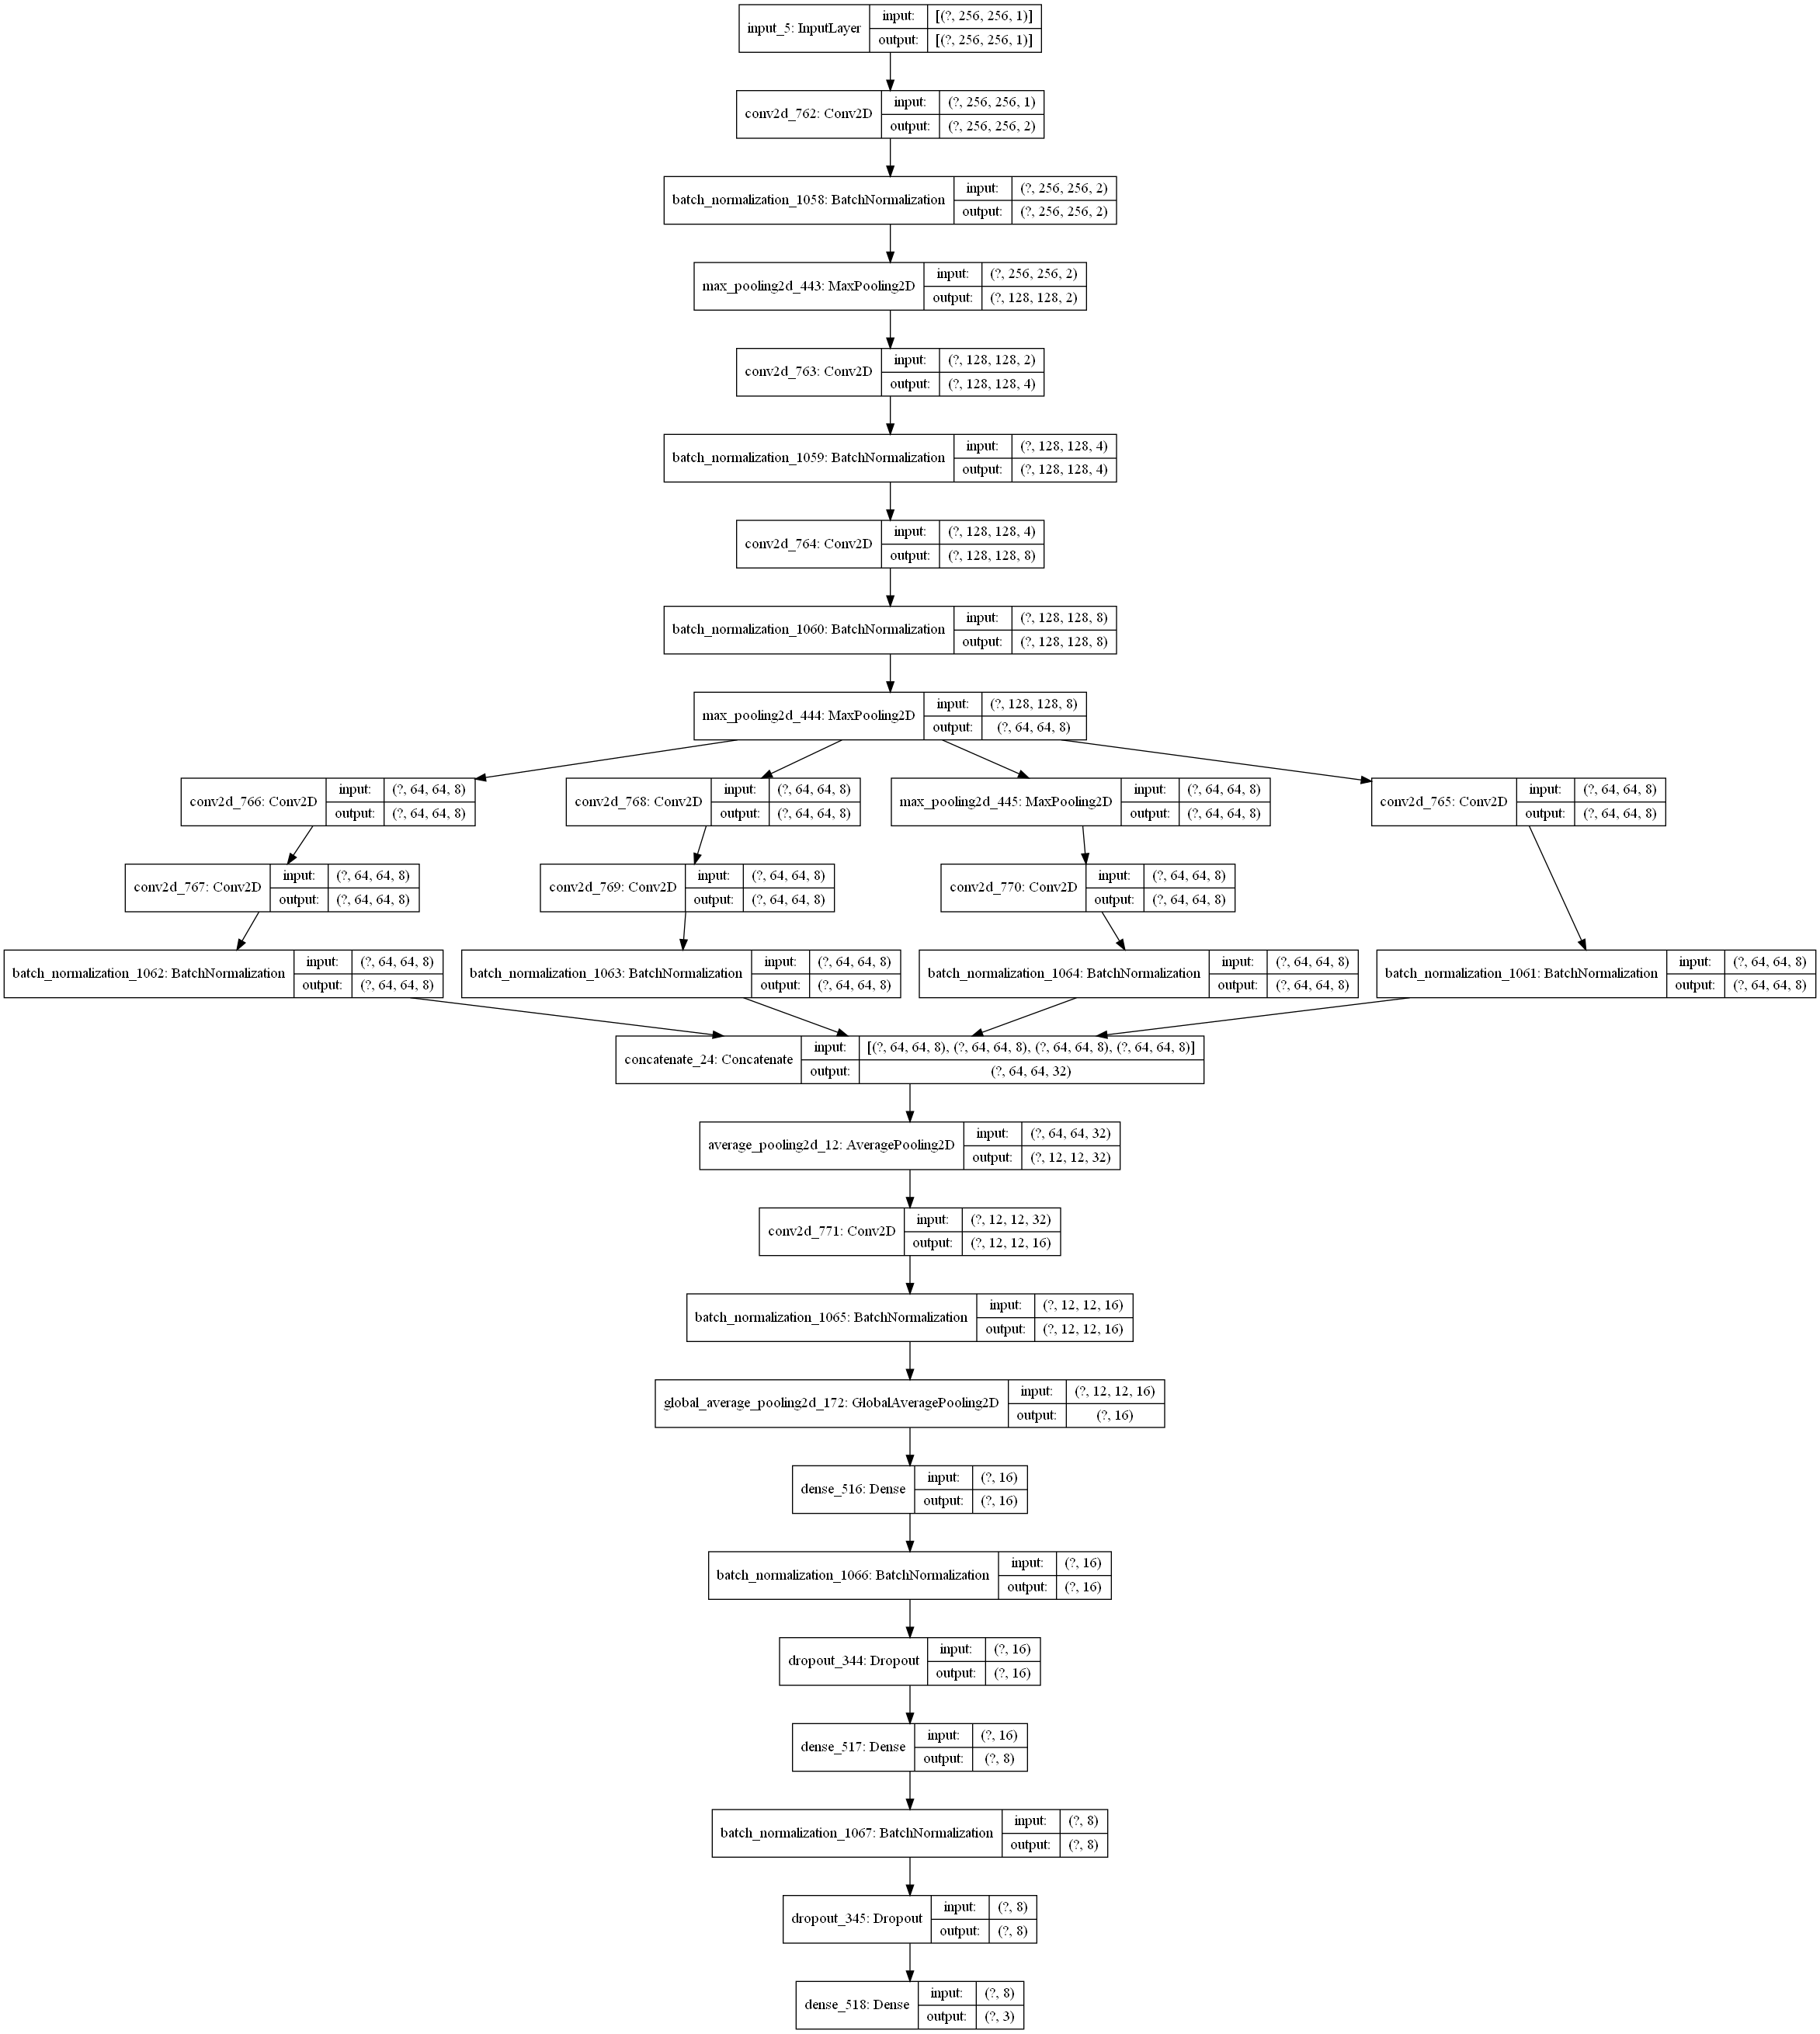 input_5: InputLayer
input: [(?, 256, 256, 1)]
output: [(?, 256, 256, 1)]
conv2d_762: Conv2D
input: (?, 256, 256, 1)
output: (?, 256, 256, 2)
batch_normalization_1058: BatchNormalization
input: (?, 256, 256, 2)
output: (?, 256, 256, 2)
max_pooling2d_443: MaxPooling2D
input: (?, 256, 256, 2)
output: (?, 128, 128, 2)
conv2d_763: Conv2D
input: (?, 128, 128, 2)
output: (?, 128, 128, 4)
batch_normalization_1059: BatchNormalization
input: (?, 128, 128, 4)
output: (?, 128, 128, 4)
conv2d_764: Conv2D
input: (?, 128, 128, 4)
output: (?, 128, 128, 8)
batch_normalization_1060: BatchNormalization
input: (?, 128, 128, 8)
output: (?, 128, 128, 8)
max_pooling2d_444: MaxPooling2D
input: (?, 128, 128, 8)
output: (?, 64, 64, 8)
conv2d_766: Conv2D
input: (?, 64, 64, 8)
output: (?, 64, 64, 8)
conv2d_768: Conv2D
input: (?, 64, 64, 8)
output: (?, 64, 64, 8)
max_pooling2d_445: MaxPooling2D
input: (?, 64, 64, 8)
output: (?, 64, 64, 8)
conv2d_765: Conv2D
input: (?, 64, 64, 8)
output: (?, 64, 64, 8)
conv2d_767: Conv2D
input: (?, 64, 64, 8)
output: (?, 64, 64, 8)
conv2d_769: Conv2D
input: (?, 64, 64, 8)
output: (?, 64, 64, 8)
conv2d_770: Conv2D
input: (?, 64, 64, 8)
output: (?, 64, 64, 8)
batch_normalization_1062: BatchNormalization
input: (?, 64, 64, 8)
output: (?, 64, 64, 8)
batch_normalization_1063: BatchNormalization
input: (?, 64, 64, 8)
output: (?, 64, 64, 8)
batch_normalization_1064: BatchNormalization
input: (?, 64, 64, 8)
output: (?, 64, 64, 8)
batch_normalization_1061: BatchNormalization
input: (?, 64, 64, 8)
output: (?, 64, 64, 8)
concatenate_24: Concatenate
input: [(?, 64, 64, 8), (?, 64, 64, 8), (?, 64, 64, 8), (?, 64, 64, 8)]
output: (?, 64, 64, 32)
average_pooling2d_12: AveragePooling2D
input: (?, 64, 64, 32)
output: (?, 12, 12, 32)
conv2d_771: Conv2D
input: (?, 12, 12, 32)
output: (?, 12, 12, 16)
batch_normalization_1065: BatchNormalization
input: (?, 12, 12, 16)
output: (?, 12, 12, 16)
global_average_pooling2d_172: GlobalAveragePooling2D
input: (?, 12, 12, 16)
output: (?, 16)
dense_516: Dense
input: (?, 16)
output: (?, 16)
batch_normalization_1066: BatchNormalization
input: (?, 16)
output: (?, 16)
dropout_344: Dropout
input: (?, 16)
output: (?, 16)
dense_517: Dense
input: (?, 16)
output: (?, 8)
batch_normalization_1067: BatchNormalization
input: (?, 8)
output: (?, 8)
dropout_345: Dropout
input: (?, 8)
output: (?, 8)
dense_518: Dense
input: (?, 8)
output: (?, 3)